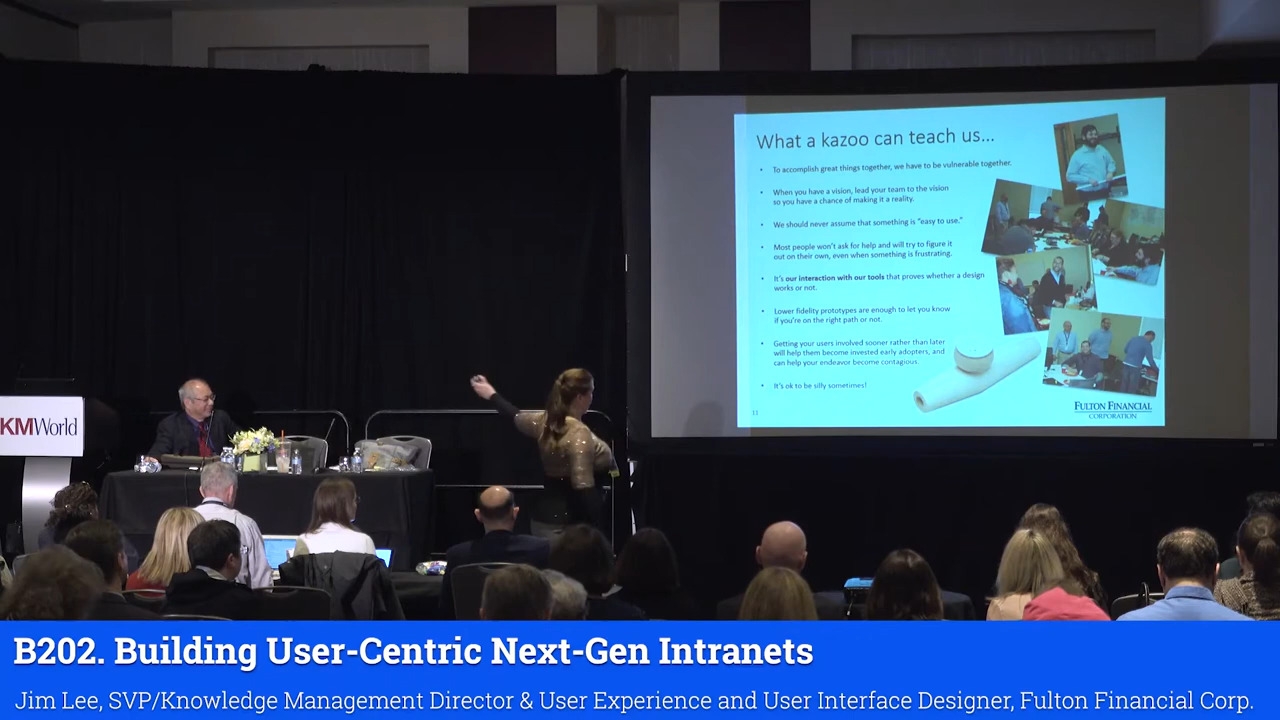 What a kazoo can teach us...
• To accomplish great things together, we have to be vulnerable together.
• When you have a vision, lead your team to the vision
so you have a chance of making it a reality.
• We should never assume that something is “easy to use.”
• Most people won’t ask for help and will try to figure it
out on their own, even when something is frustrating.
• It’s our interaction with our tools that proves whether a design
works or not.
• Lower fidelity prototypes are enough to let you know
if you’re on the right path or not.
• Getting your users involved sooner rather than later
will help them become invested early adopters, and
can help your endeavor become contagious.
• It’s ok to be silly sometimes!
11
FULTON FINANCIAL
CORPORATION
KMWorld
B202. Building User-Centric Next-Gen Intranets
Jim Lee, SVP/Knowledge Management Director & User Experience and User Interface Designer, Fulton Financial Corp.